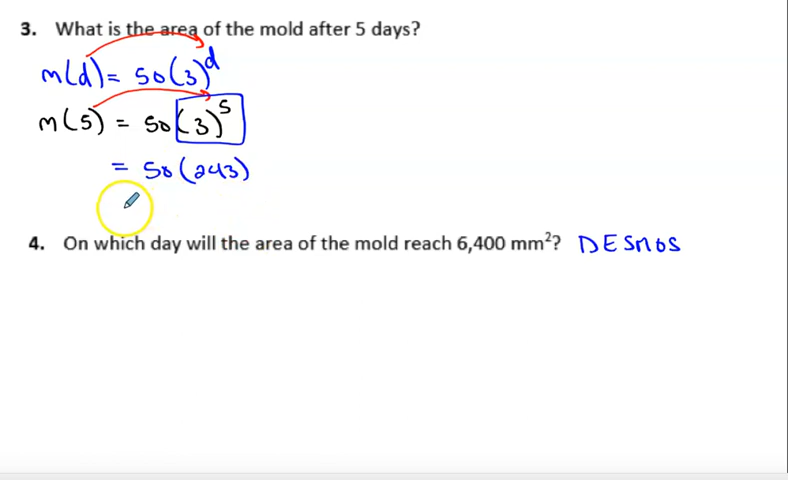 3. What is the area of the mold after 5 days?
m(d) = 50(3)^d
m(5) = 50(3)^5
= 50(243)
4. On which day will the area of the mold reach 6,400 mm²? DESMOS